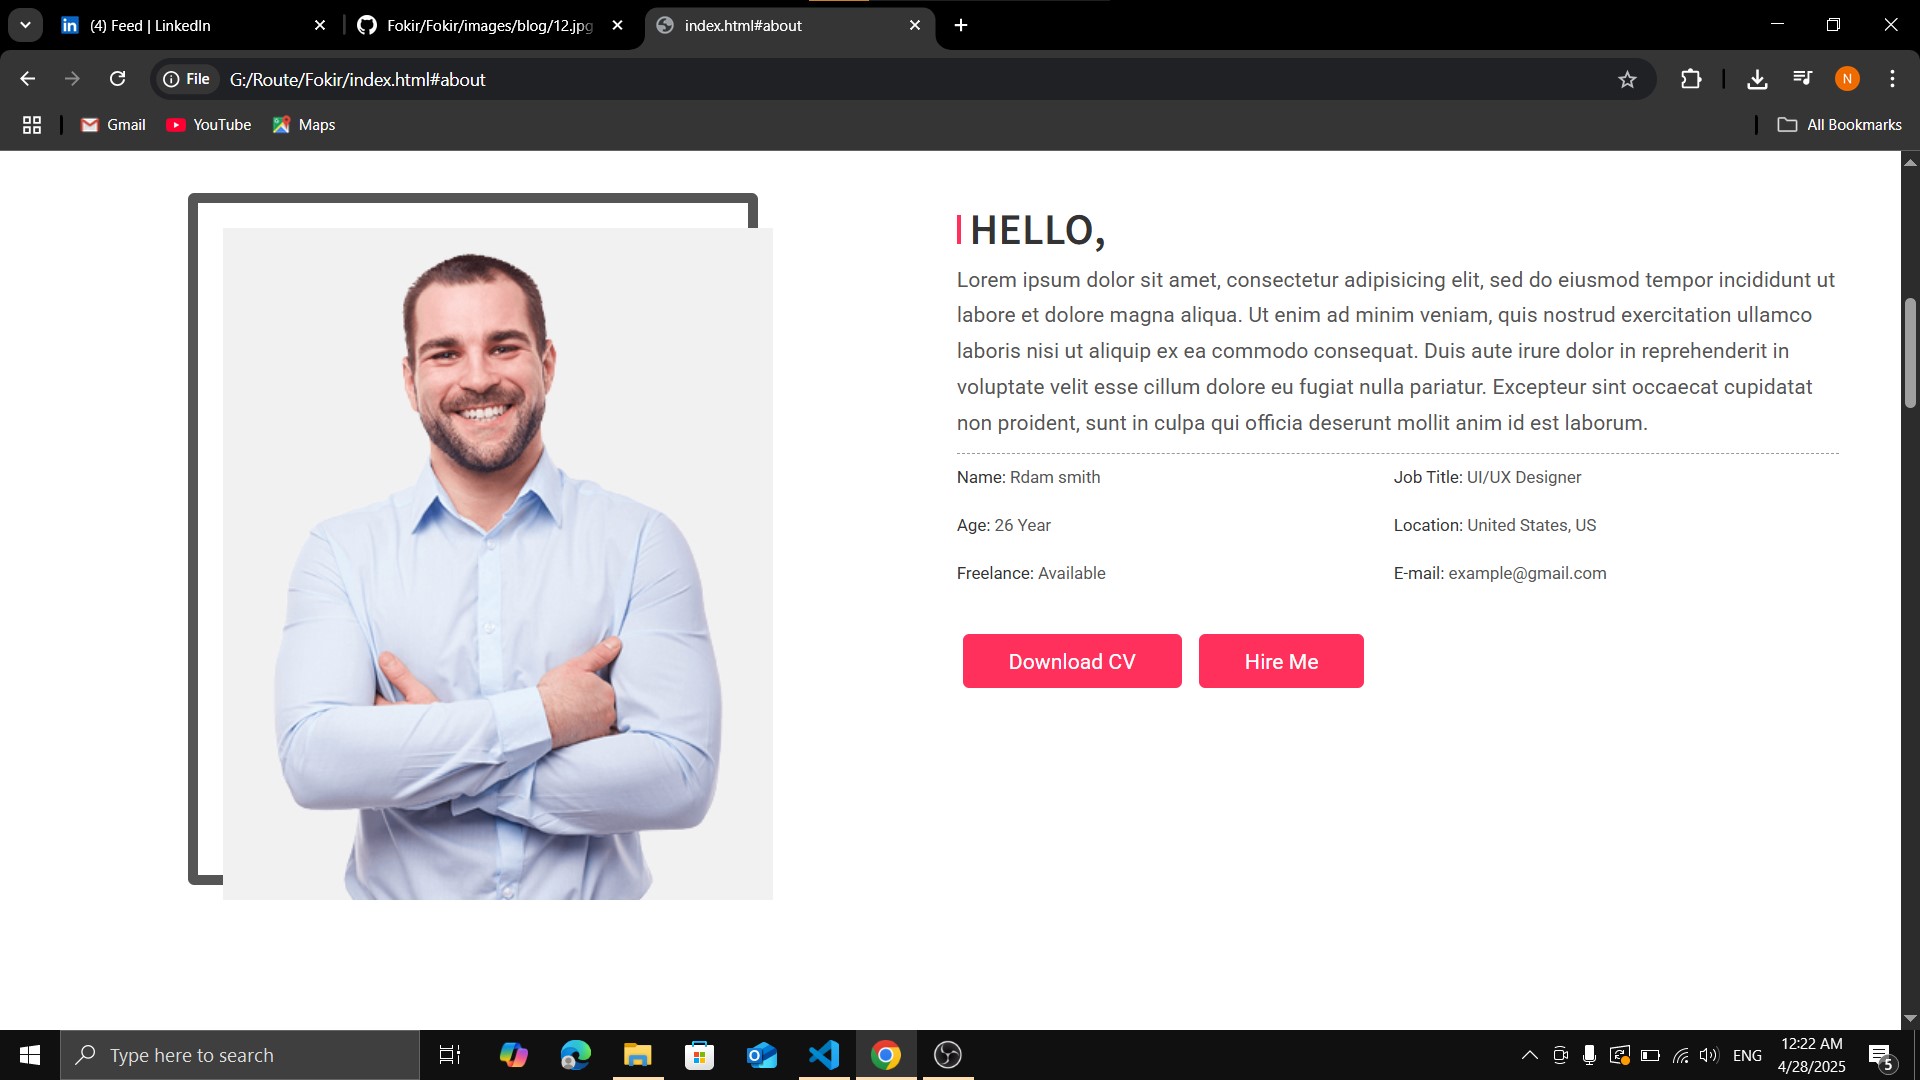 (4) Feed | LinkedIn
Fokir/Fokir/images/blog/12.jpg
index.html#about
File
G:/Route/Fokir/index.html#about
N
Gmail
YouTube
Maps
All Bookmarks
HELLO,
Lorem ipsum dolor sit amet, consectetur adipisicing elit, sed do eiusmod tempor incididunt ut
labore et dolore magna aliqua. Ut enim ad minim veniam, quis nostrud exercitation ullamco
laboris nisi ut aliquip ex ea commodo consequat. Duis aute irure dolor in reprehenderit in
voluptate velit esse cillum dolore eu fugiat nulla pariatur. Excepteur sint occaecat cupidatat
non proident, sunt in culpa qui officia deserunt mollit anim id est laborum.
Name: Rdam smith
Job Title: UI/UX Designer
Age: 26 Year
Location: United States, US
Freelance: Available
E-mail: example@gmail.com
Download CV
Hire Me
Type here to search
ENG
12:22 AM
4/28/2025
5